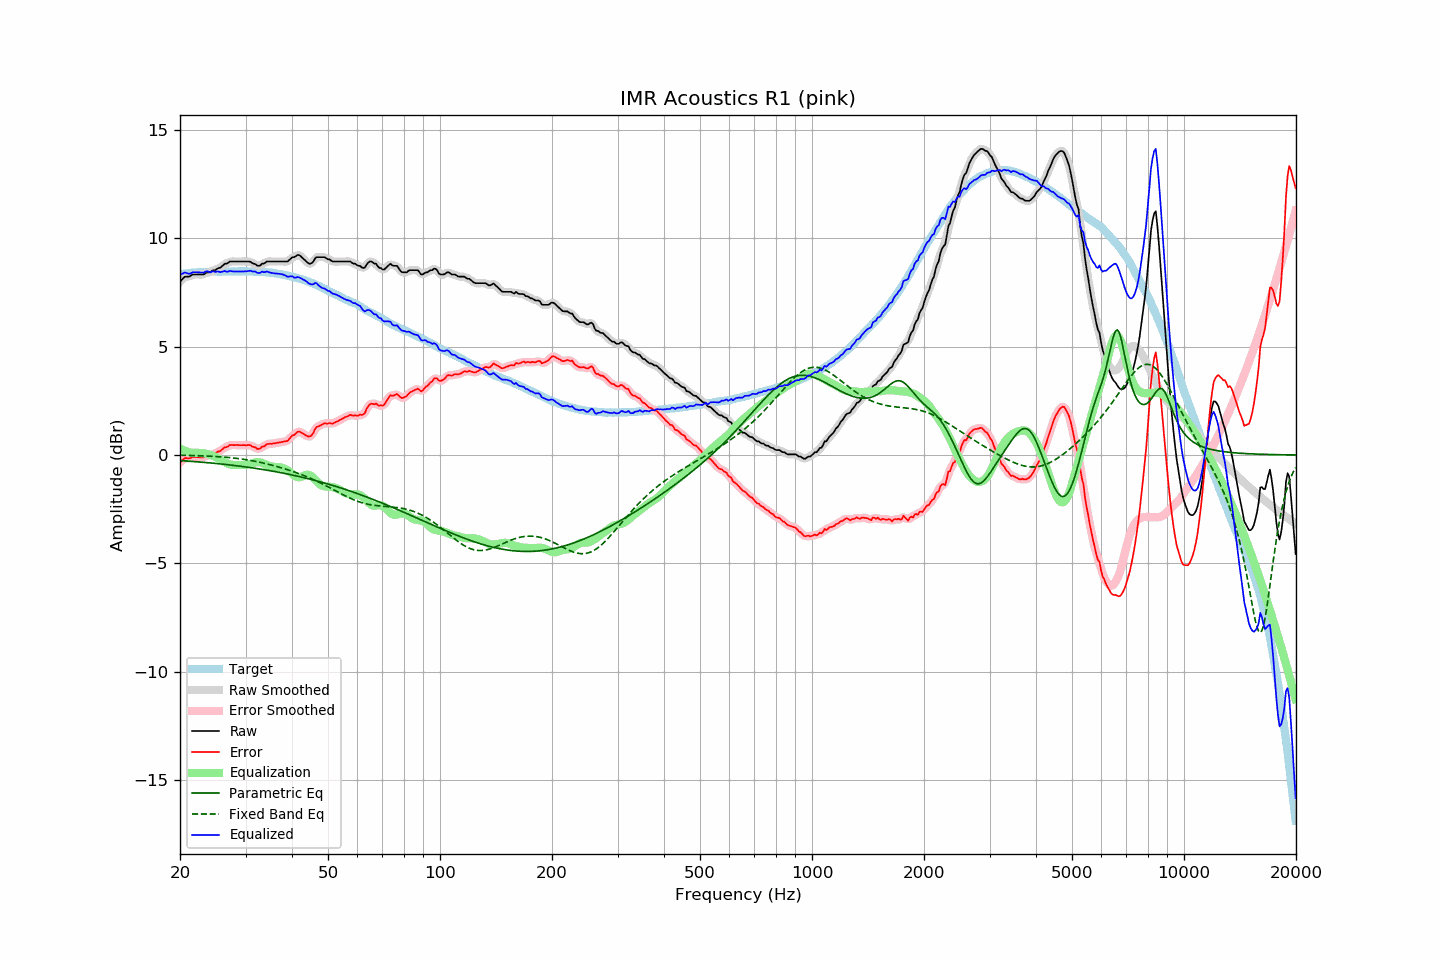 IMR Acoustics R1 (pink)
Amplitude (dBr)
15
10
5
0
−5
−10
−15
Target
Raw Smoothed
Error Smoothed
Raw
Error
Equalization
Parametric Eq
Fixed Band Eq
Equalized
20 50 100 200 500 1000 2000 5000 10000 20000
Frequency (Hz)